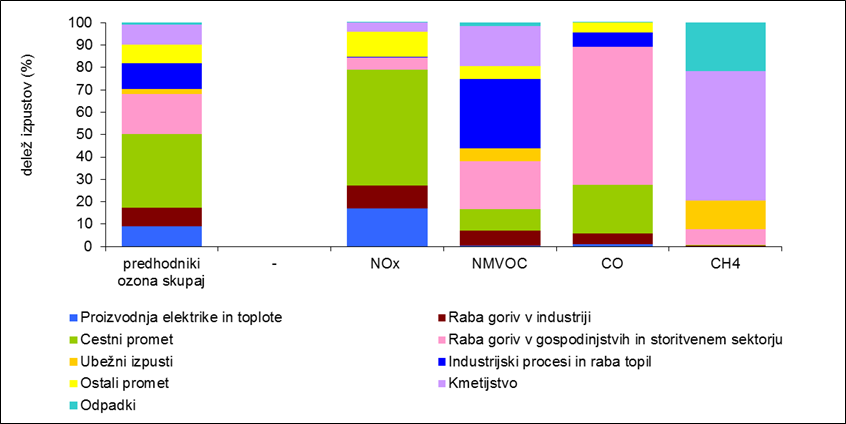 delež izpustov (%)
100
90
80
70
60
50
40
30
20
10
0
predhodniki
ozona skupaj
-
NOx
NMVOC
CO
CH4
Proizvodnja elektrike in toplote
Raba goriv v industriji
Cestni promet
Raba goriv v gospodinjstvih in storitvenem sektorju
Ubežni izpusti
Industrijski procesi in raba topil
Ostali promet
Kmetijstvo
Odpadki